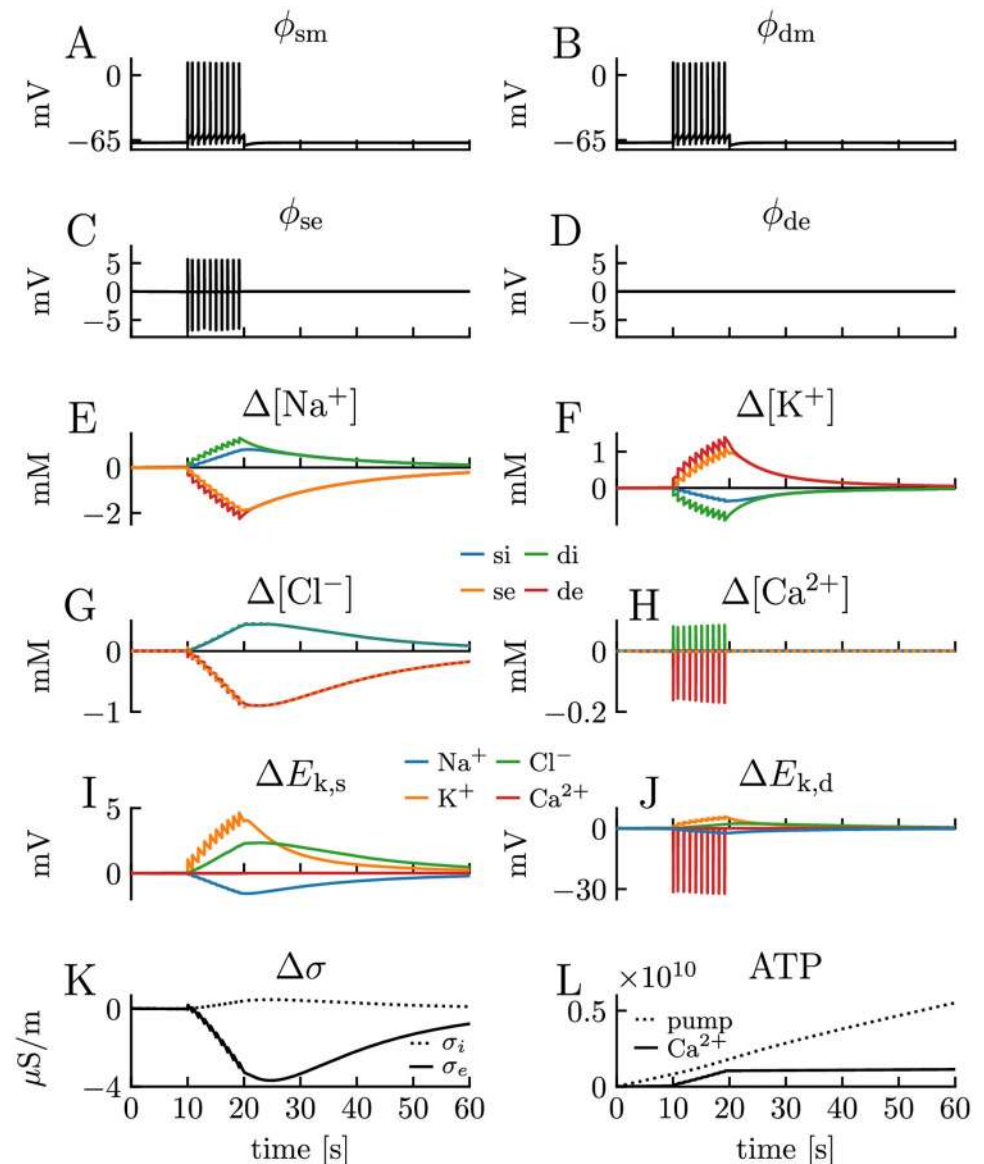 A ϕsm
mV
0
−65
B ϕdm
mV
0
−65
C ϕse
mV
5
0
−5
D ϕde
mV
5
0
−5
E Δ[Na⁺]
mM
0
−2
F Δ[K⁺]
mM
1
0
si di
se de
G Δ[Cl⁻]
mM
0
−1
H Δ[Ca²⁺]
mM
0
−0.2
Na⁺ Cl⁻
K⁺ Ca²⁺
I ΔEk,s
mV
5
0
J ΔEk,d
mV
0
−30
K Δσ
μS/m
0
−4
σi
σe
0 10 20 30 40 50 60
time [s]
L ATP
×10¹⁰
0.5
0
pump
Ca²⁺
0 10 20 30 40 50 60
time [s]